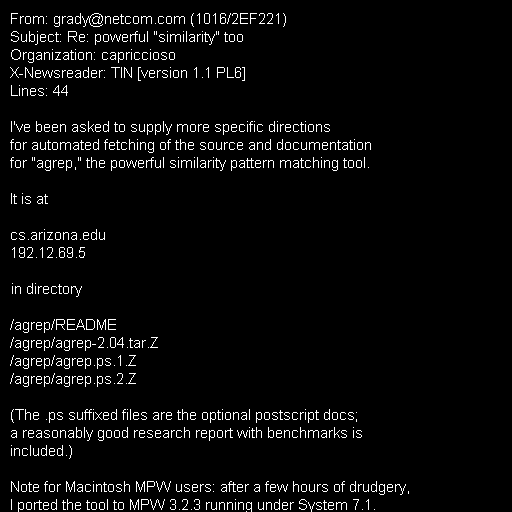 From: grady@netcom.com (1016/2EF221)
Subject: Re: powerful "similarity" too
Organization: capriccioso
X-Newsreader: TIN [version 1.1 PL6]
Lines: 44

I've been asked to supply more specific directions
for automated fetching of the source and documentation
for "agrep," the powerful similarity pattern matching tool.

It is at

cs.arizona.edu
192.12.69.5

in directory

/agrep/README
/agrep/agrep-2.04.tar.Z
/agrep/agrep.ps.1.Z
/agrep/agrep.ps.2.Z

(The .ps suffixed files are the optional postscript docs;
a reasonably good research report with benchmarks is
included.)

Note for Macintosh MPW users: after a few hours of drudgery,
I ported the tool to MPW 3.2.3 running under System 7.1.